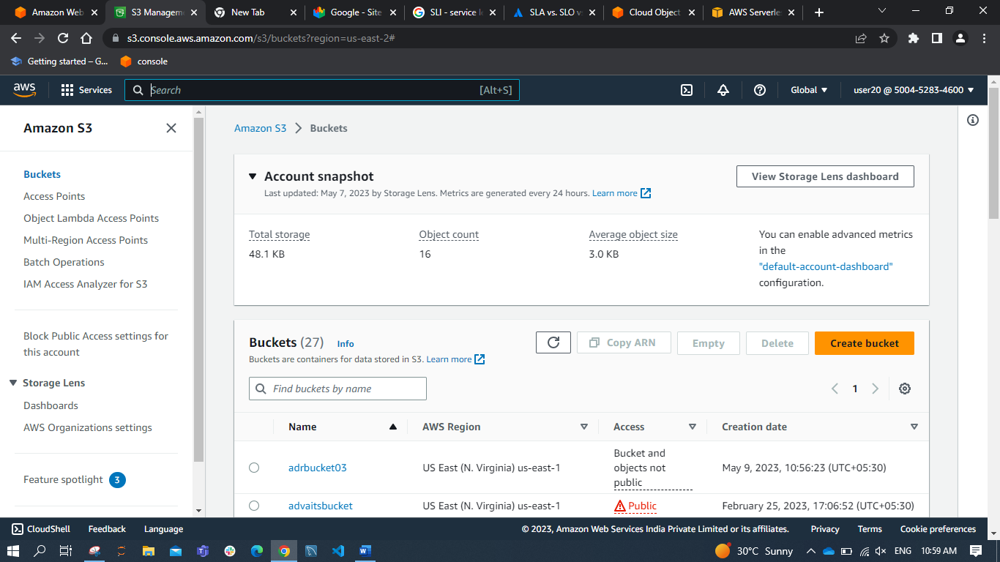 Amazon Web
S3 Managem
New Tab
Google - Site
SLI - service le
SLA vs. SLO vs
Cloud Object
AWS Serverles
s3.console.aws.amazon.com/s3/buckets?region=us-east-2#
Getting started – G...
console
aws
Services
Search
[Alt+S]
Global
user20 @ 5004-5283-4600
Amazon S3
Buckets
Access Points
Object Lambda Access Points
Multi-Region Access Points
Batch Operations
IAM Access Analyzer for S3
Block Public Access settings for
this account
Storage Lens
Dashboards
AWS Organizations settings
Feature spotlight 3
Amazon S3 > Buckets
Account snapshot
Last updated: May 7, 2023 by Storage Lens. Metrics are generated every 24 hours. Learn more
View Storage Lens dashboard
Total storage
48.1 KB
Object count
16
Average object size
3.0 KB
You can enable advanced metrics
in the
"default-account-dashboard"
configuration.
Buckets (27) Info
Buckets are containers for data stored in S3. Learn more
Copy ARN
Empty
Delete
Create bucket
Find buckets by name
1
Name AWS Region Access Creation date
adrbucket03 US East (N. Virginia) us-east-1
Bucket and
objects not
public
May 9, 2023, 10:56:23 (UTC+05:30)
advaitsbucket US East (N. Virginia) us-east-1 Public February 25, 2023, 17:06:52 (UTC+05:30)
CloudShell Feedback Language
© 2023, Amazon Web Services India Private Limited or its affiliates. Privacy Terms Cookie preferences
30°C Sunny ENG 10:59 AM